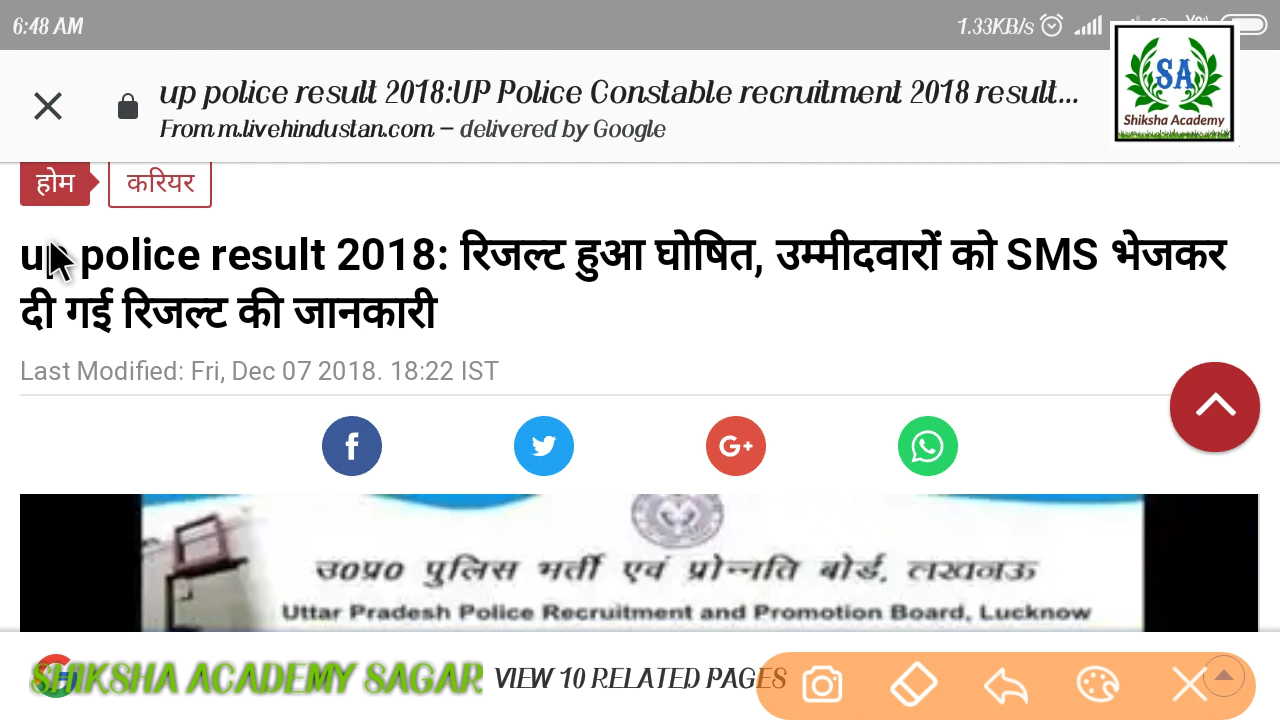 6:48 AM
1.33KB/s
up police result 2018:UP Police Constable recruitment 2018 result...
From m.livehindustan.com – delivered by Google
SA
Shiksha Academy
होम
करियर
up police result 2018: रिजल्ट हुआ घोषित, उम्मीदवारों को SMS भेजकर
दी गई रिजल्ट की जानकारी
Last Modified: Fri, Dec 07 2018. 18:22 IST
उ०प्र० पुलिस भर्ती एवं प्रोन्नति बोर्ड, लखनऊ
Uttar Pradesh Police Recruitment and Promotion Board, Lucknow
SHIKSHA ACADEMY SAGAR
VIEW 10 RELATED PAGES